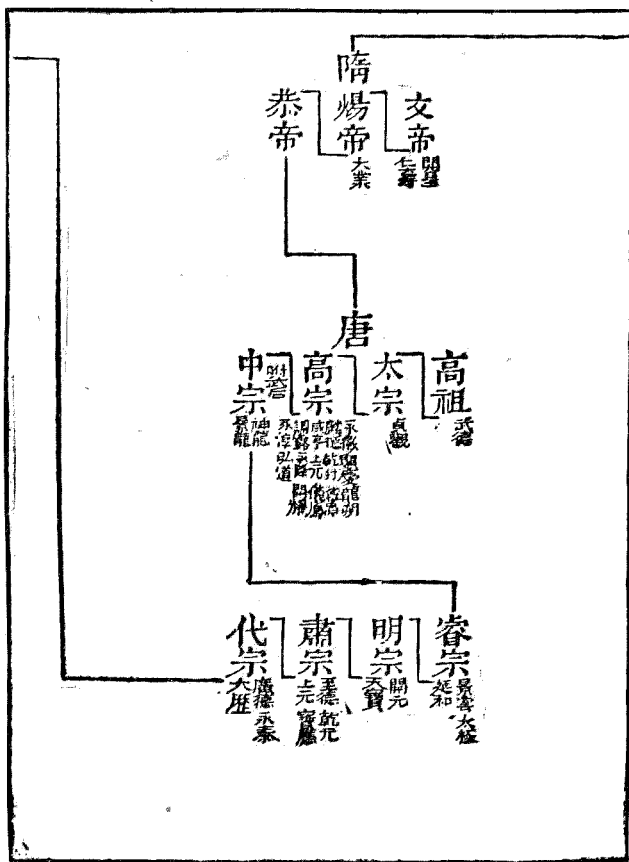 隋
文帝
開皇
仁壽
煬帝
大業
恭帝
唐
高祖
武德
太宗
貞觀
高宗
永徽顯慶龍朔
麟德乾封總章
咸亨上元儀鳳
調露永隆開耀
永淳弘道
附武后
中宗
神龍
景龍
睿宗
景雲太極
延和
明宗
開元
天寶
肅宗
至德乾元
上元寶應
代宗
廣德永泰
大歷